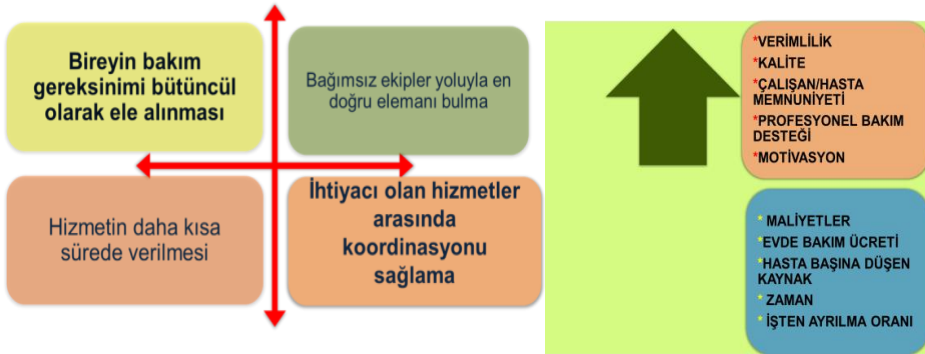 Bireyin bakım
gereksinimi bütüncül
olarak ele alınması
Bağımsız ekipler yoluyla en
doğru elemanı bulma
Hizmetin daha kısa
sürede verilmesi
İhtiyacı olan hizmetler
arasında
koordinasyonu
sağlama
*VERİMLİLİK
*KALİTE
*ÇALIŞAN/HASTA
MEMNUNİYETİ
*PROFESYONEL BAKIM
DESTEĞİ
*MOTİVASYON
* MALİYETLER
*EVDE BAKIM ÜCRETİ
*HASTA BAŞINA DÜŞEN
KAYNAK
* ZAMAN
* İŞTEN AYRILMA ORANI